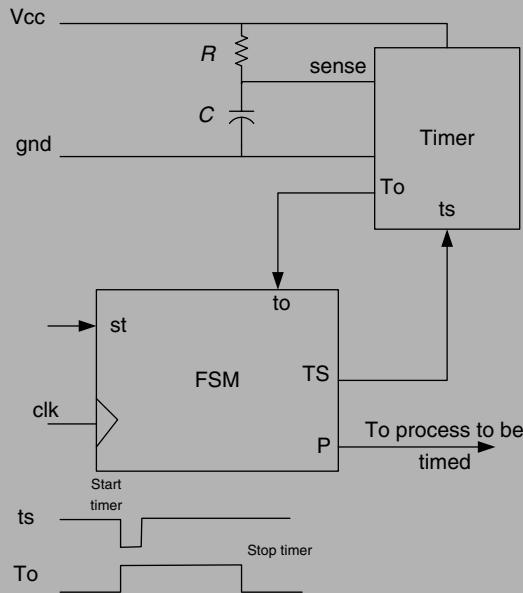 Vcc
R
sense
C
Timer
gnd
To
ts
to
st
FSM
TS
clk
P
To process to be
timed
Start
timer
ts
Stop timer
To